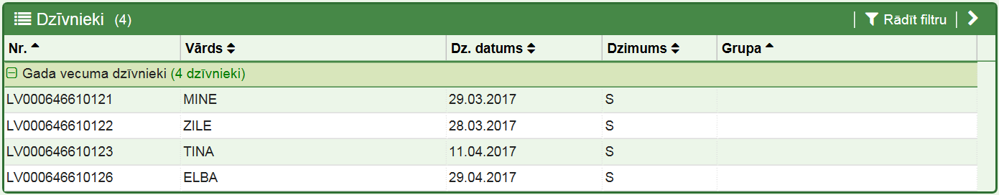 Dzīvnieki (4) Rādīt filtru
Nr. Vārds Dz. datums Dzimums Grupa
Gada vecuma dzīvnieki (4 dzīvnieki)
LV000646610121 MINE 29.03.2017 S
LV000646610122 ZILE 28.03.2017 S
LV000646610123 TINA 11.04.2017 S
LV000646610126 ELBA 29.04.2017 S